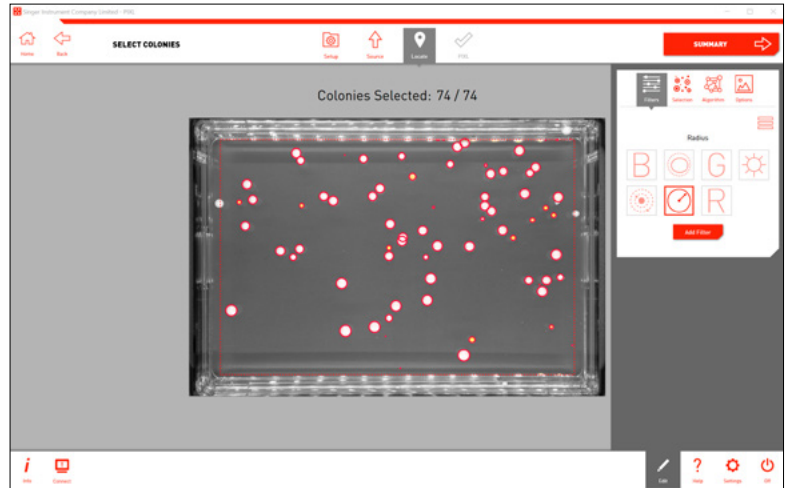 Singer Instrument Company Limited - PIXL
Home
Back
SELECT COLONIES
Setup
Source
Locate
PIXL
SUMMARY
Colonies Selected: 74 / 74
Filters
Selection
Algorithm
Options
Radius
B
G
R
Add Filter
Info
Connect
Edit
Help
Settings
Off